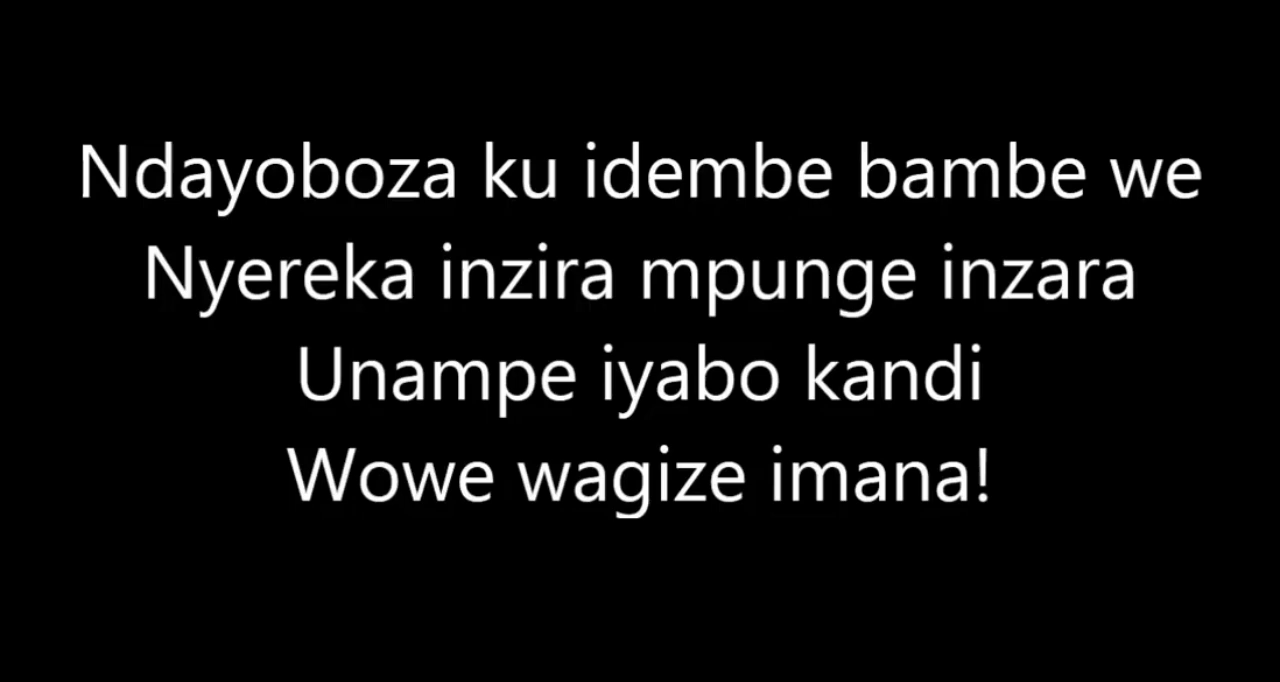 Ndayoboza ku idembe bambe we
Nyereka inzira mpunge inzara
Unampe iyabo kandi
Wowe wagize imana!